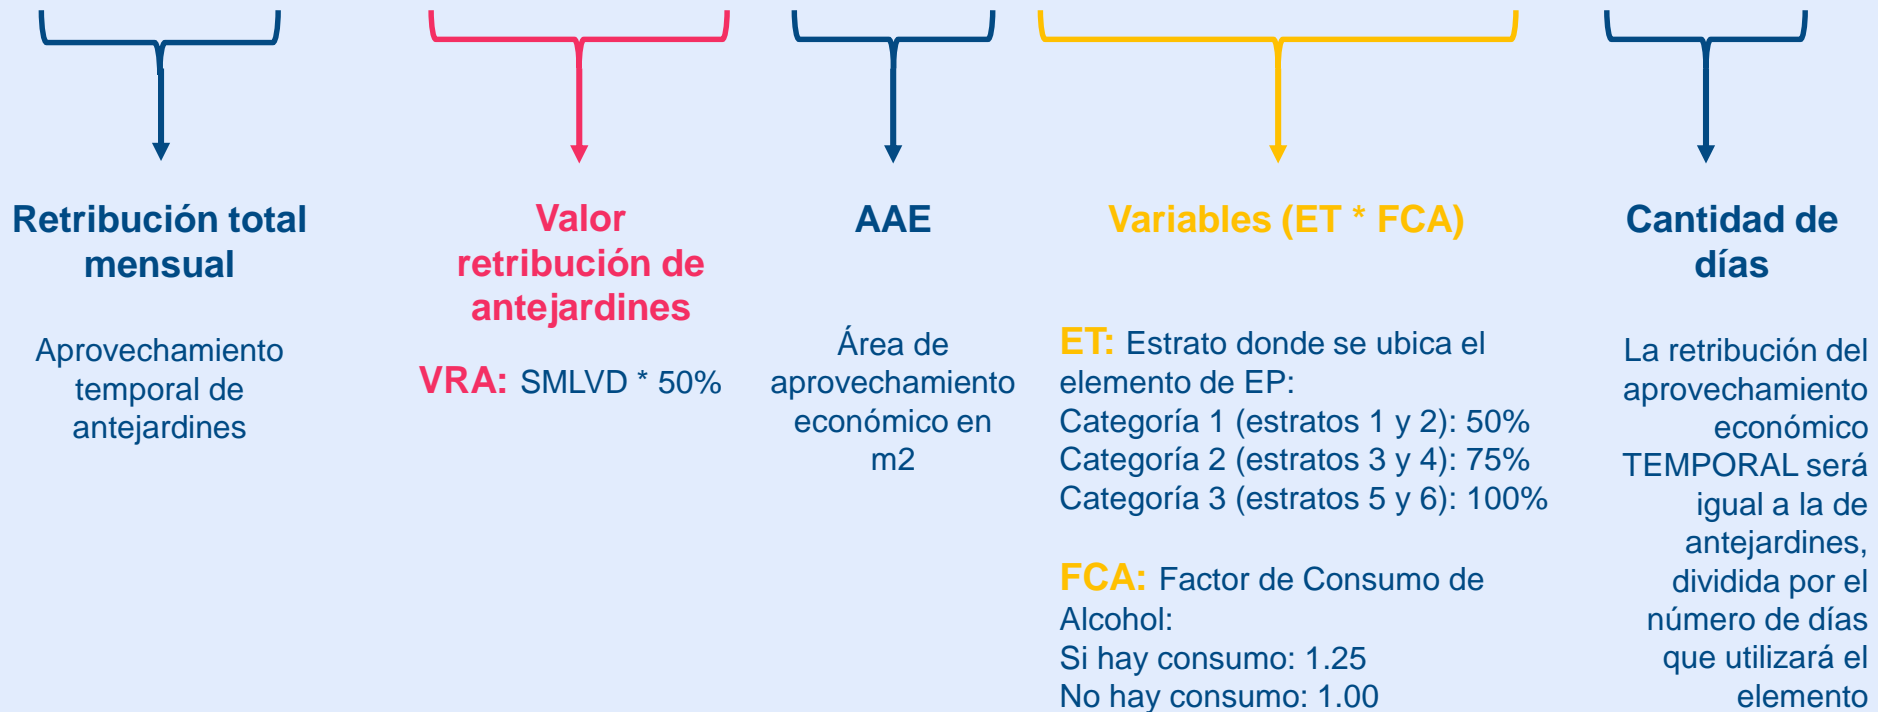 Retribución total
mensual
Aprovechamiento
temporal de
antejardines
Valor
retribución de
antejardines
VRA: SMLVD * 50%
AAE
Área de
aprovechamiento
económico en
m2
Variables (ET * FCA)
ET: Estrato donde se ubica el
elemento de EP:
Categoría 1 (estratos 1 y 2): 50%
Categoría 2 (estratos 3 y 4): 75%
Categoría 3 (estratos 5 y 6): 100%
FCA: Factor de Consumo de
Alcohol:
Si hay consumo: 1.25
No hay consumo: 1.00
Cantidad de
días
La retribución del
aprovechamiento
económico
TEMPORAL será
igual a la de
antejardines,
dividida por el
número de días
que utilizará el
elemento